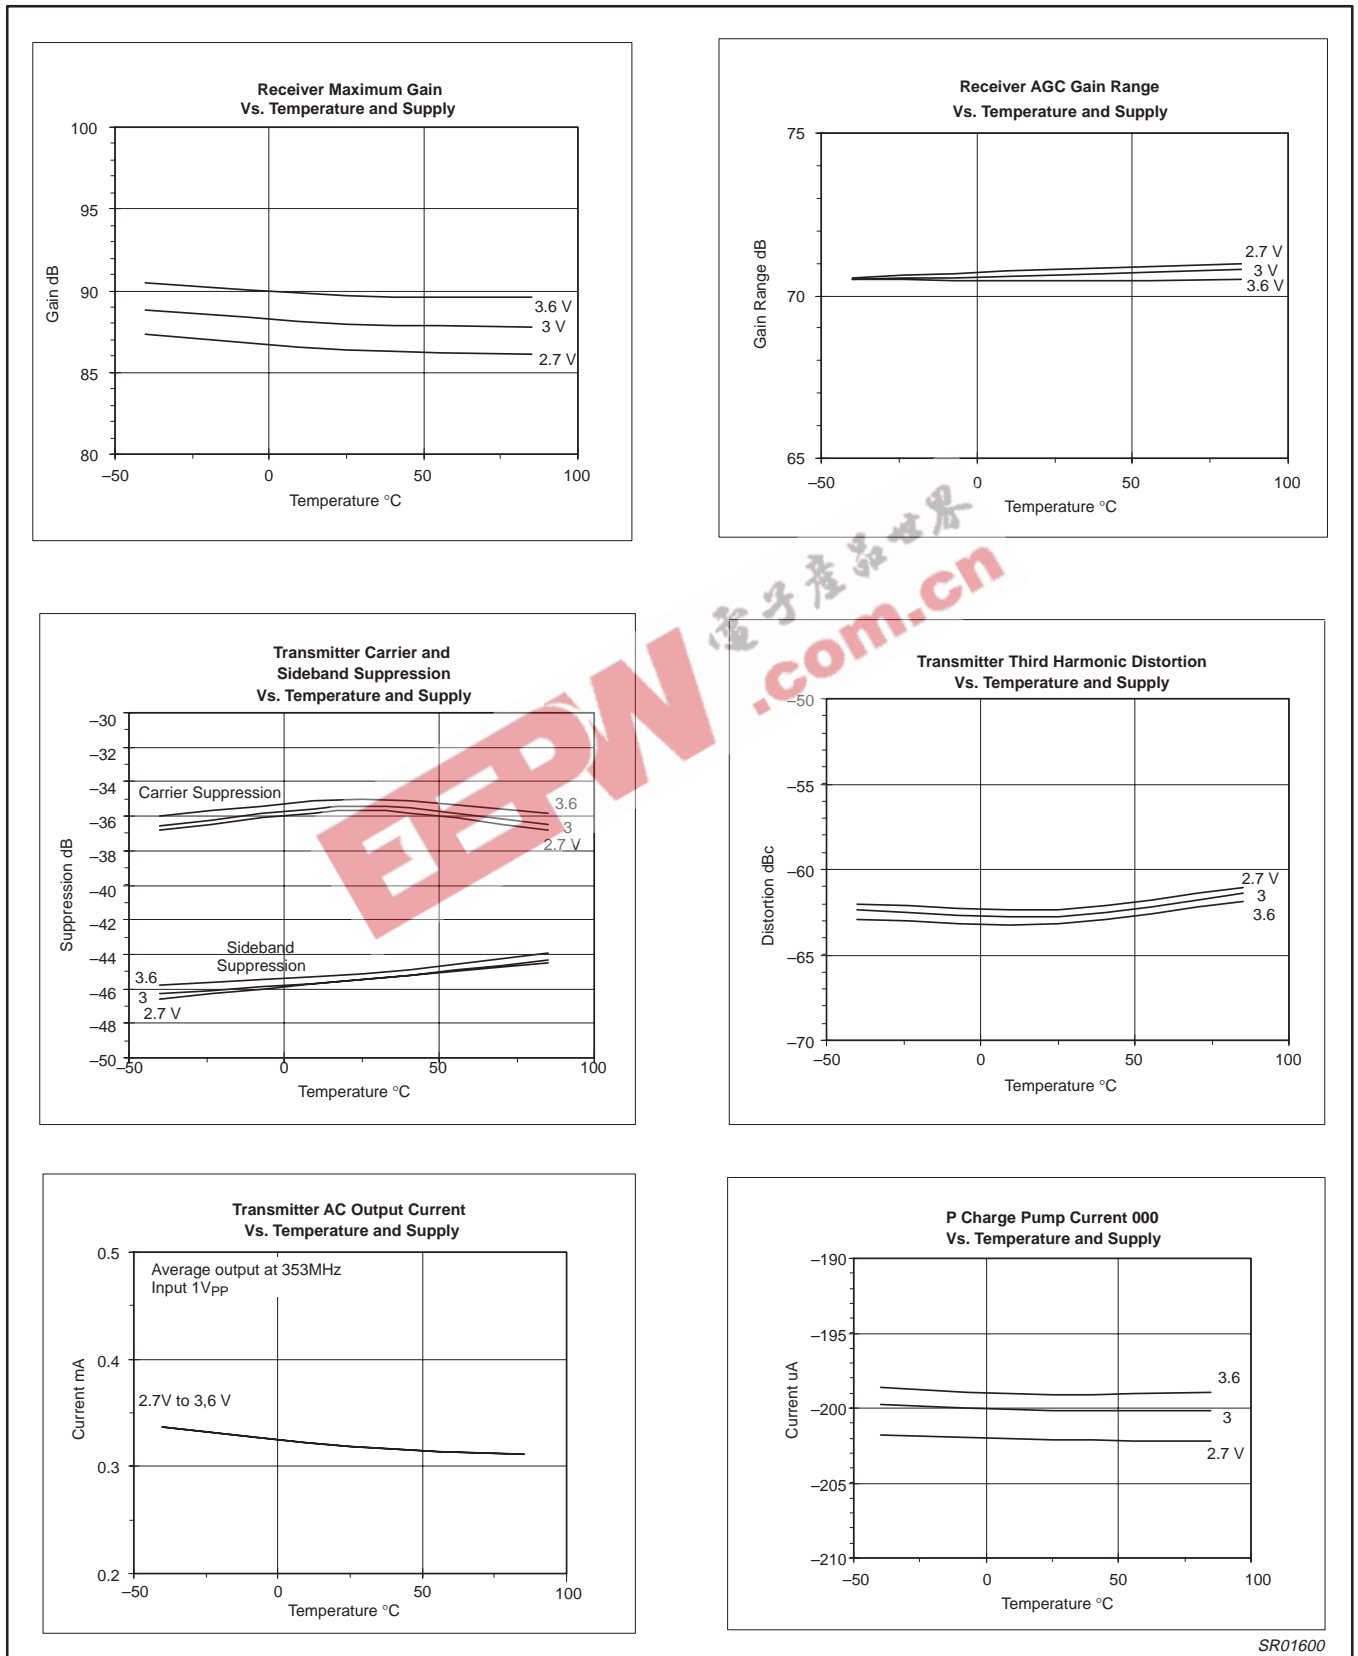 Receiver Maximum Gain
Vs. Temperature and Supply
100
95
90
85
80
Gain dB
3.6 V
3 V
2.7 V
–50
0
50
100
Temperature °C
Receiver AGC Gain Range
Vs. Temperature and Supply
75
70
65
Gain Range dB
2.7 V
3 V
3.6 V
–50
0
50
100
Temperature °C
電子產品世界
EEPW
.com.cn
Transmitter Carrier and
Sideband Suppression
Vs. Temperature and Supply
–30
–32
–34
–36
–38
–40
–42
–44
–46
–48
–50
Suppression dB
Carrier Suppression
3.6
3
2.7 V
Sideband
Suppression
3.6
3
2.7 V
–50
0
50
100
Temperature °C
Transmitter Third Harmonic Distortion
Vs. Temperature and Supply
–50
–55
–60
–65
–70
Distortion dBc
2.7 V
3
3.6
–50
0
50
100
Temperature °C
Transmitter AC Output Current
Vs. Temperature and Supply
0.5
0.4
0.3
0.2
Current mA
Average output at 353MHz
Input 1VPP
2.7V to 3,6 V
–50
0
50
100
Temperature °C
P Charge Pump Current 000
Vs. Temperature and Supply
–190
–195
–200
–205
–210
Current uA
3.6
3
2.7 V
–50
0
50
100
Temperature °C
SR01600